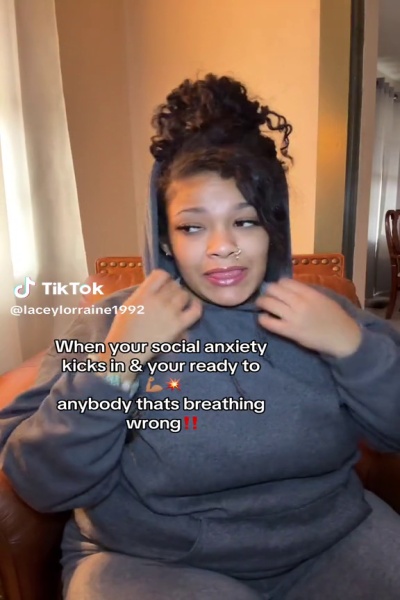 TikTok
@laceylorraine1992
When your social anxiety
kicks in & your ready to
💪🏽💥
anybody thats breathing
wrong‼️